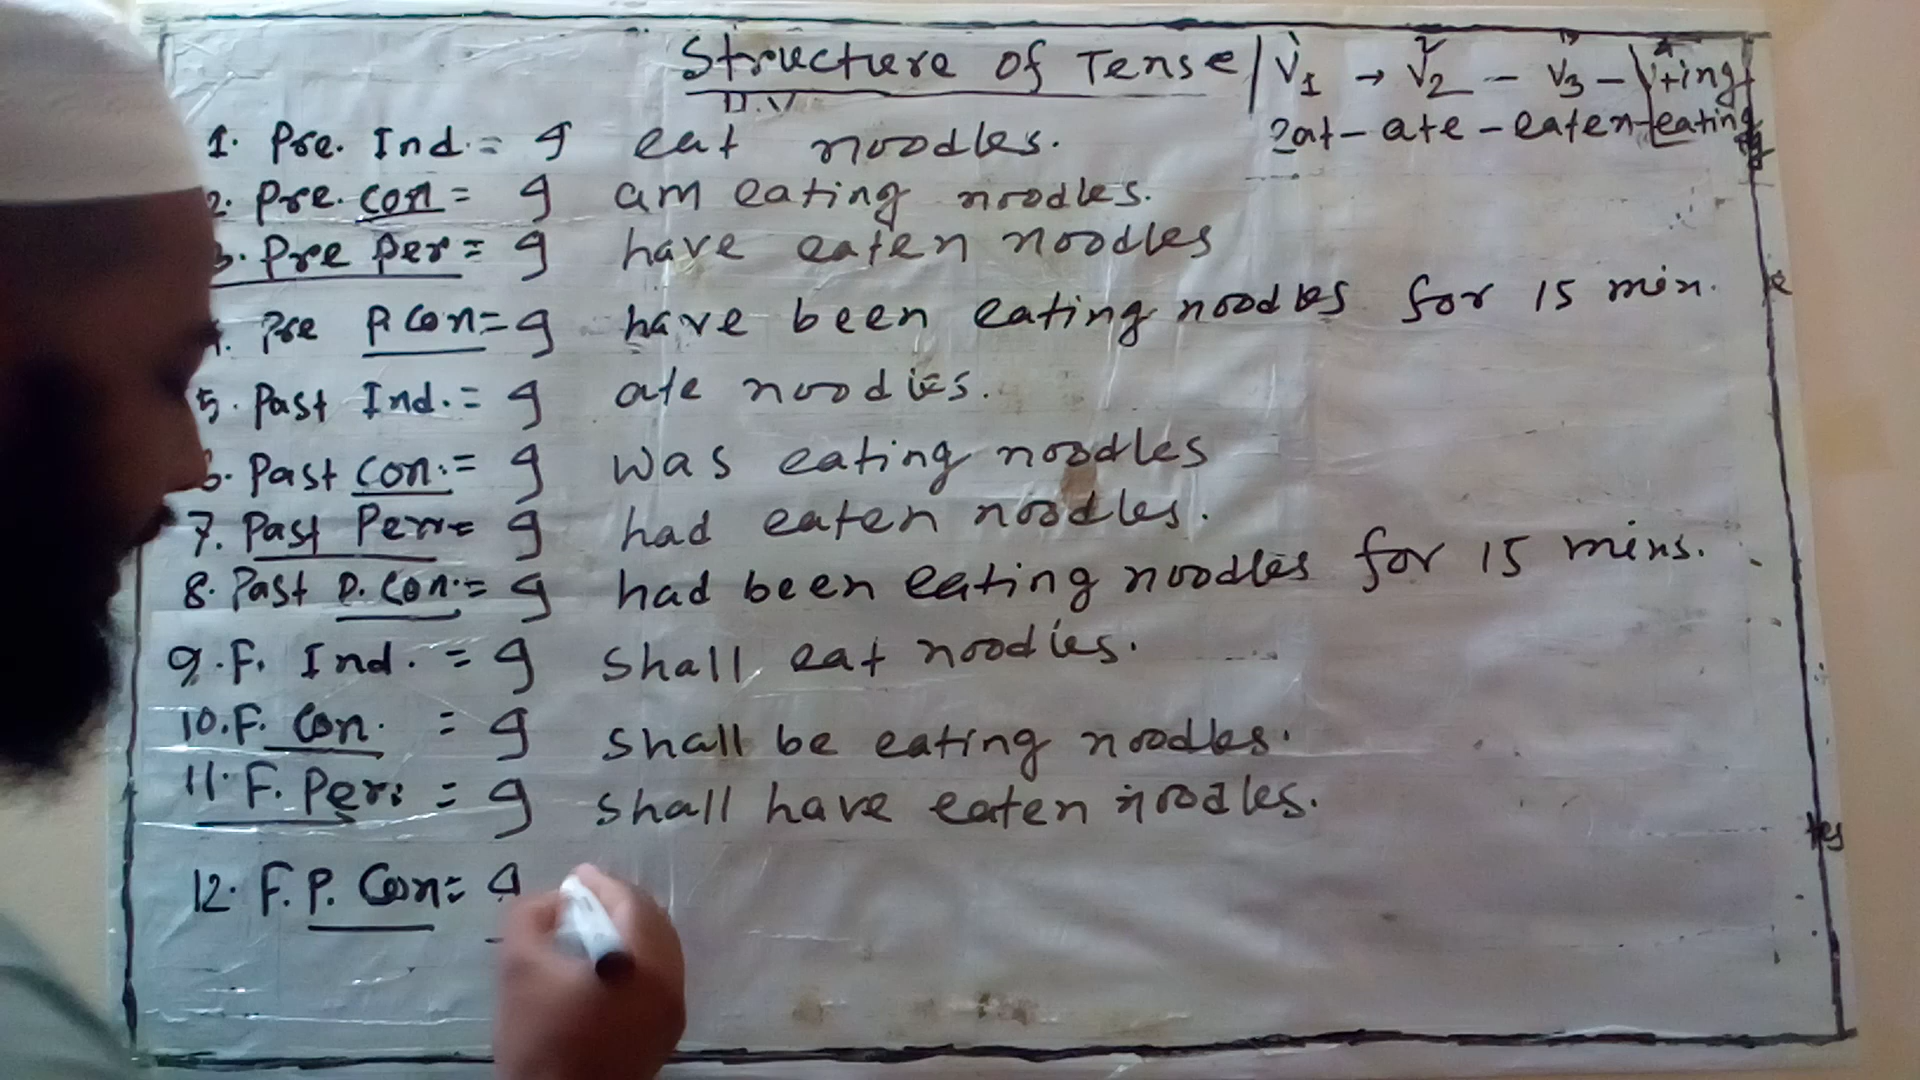 Structure of Tense / V1 → V2 - V3 - V+ing
1. Pre. Ind. = I eat noodles. eat - ate - eaten - eating
2. Pre. con = I am eating noodles.
3. Pre Per = I have eaten noodles
4. Pre P. Con = I have been eating noodles for 15 min.
5. Past Ind. = I ate noodles.
6. Past con. = I was eating noodles
7. Past Per = I had eaten noodles.
8. Past P. Con. = I had been eating noodles for 15 mins.
9. F. Ind. = I shall eat noodles.
10. F. Con. = I shall be eating noodles.
11. F. Per. = I shall have eaten noodles.
12. F. P. Con = I